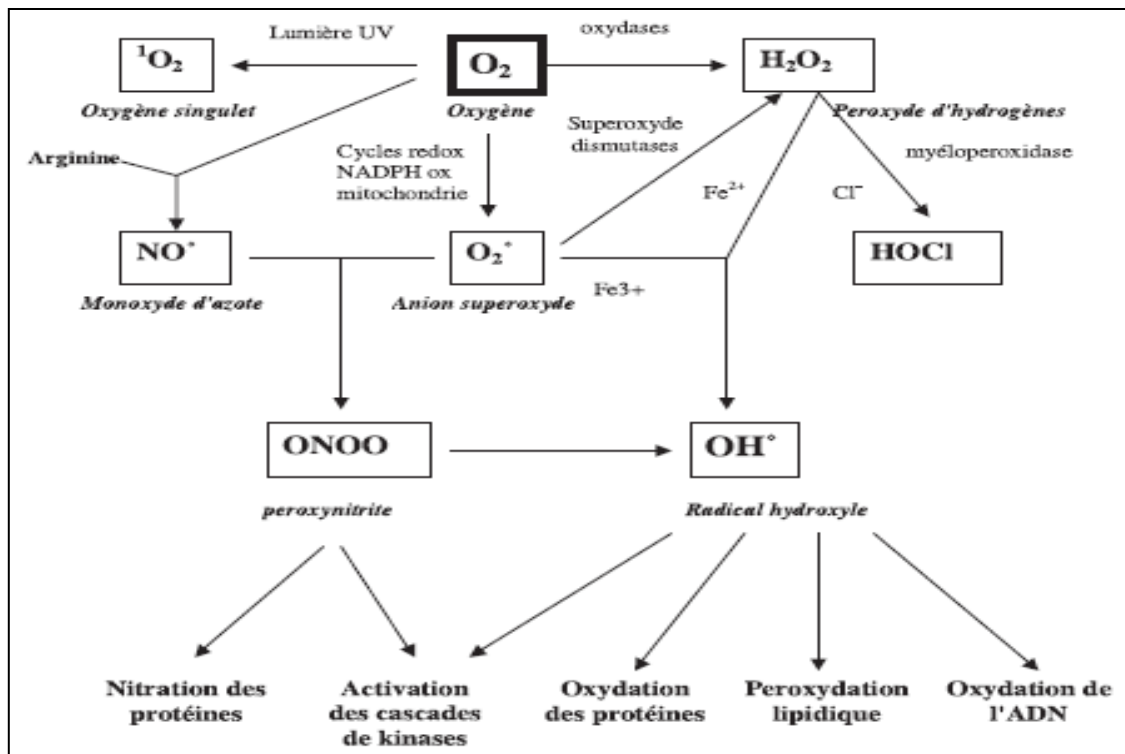 Lumière UV
oxydases
¹O₂
O₂
H₂O₂
Oxygène singulet
Oxygène
Peroxyde d'hydrogènes
Arginine
Cycles redox
NADPH ox
mitochondrie
Superoxyde
dismutases
myéloperoxidase
Fe²⁺
Cl⁻
NO°
O₂°
HOCl
Monoxyde d'azote
Anion superoxyde
Fe3+
ONOO
OH°
peroxynitrite
Radical hydroxyle
Nitration des
protéines
Activation
des cascades
de kinases
Oxydation
des protéines
Peroxydation
lipidique
Oxydation de
l'ADN